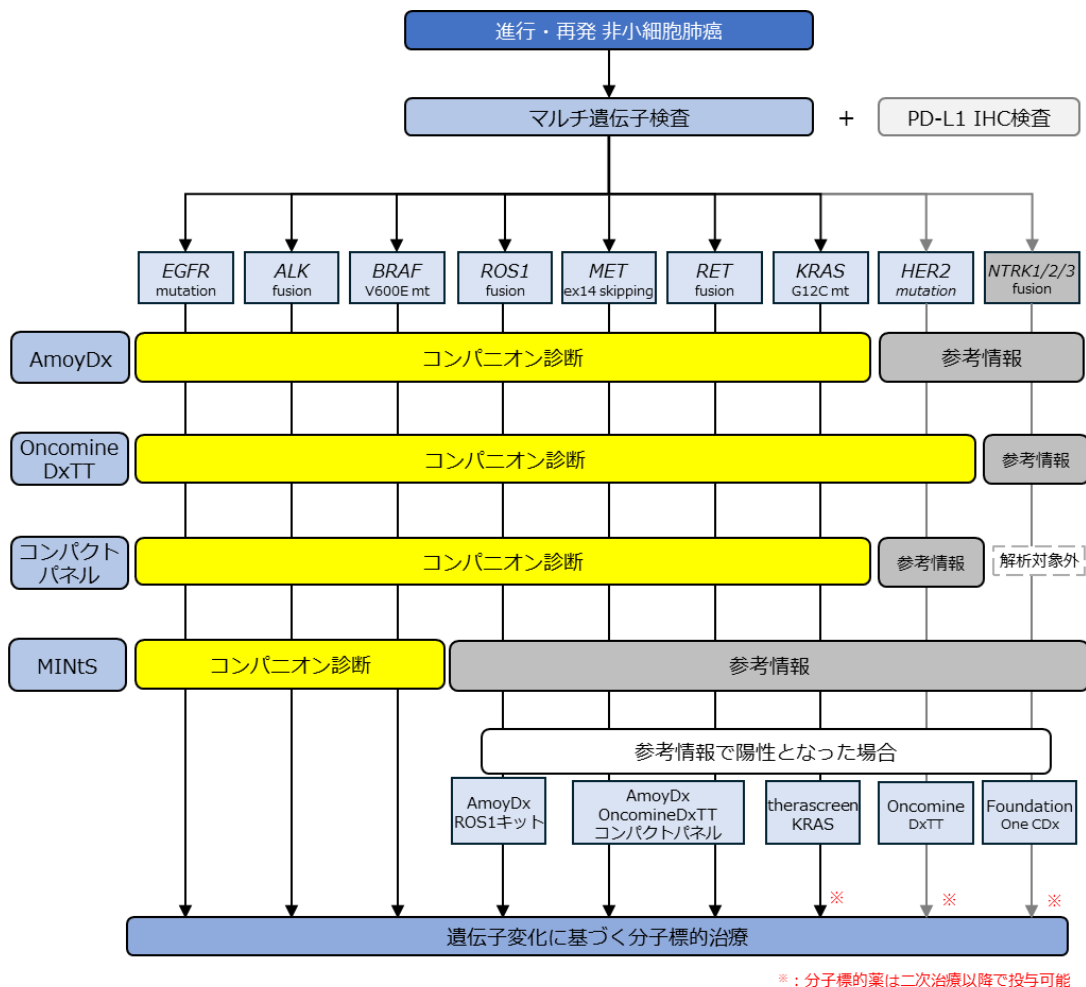 進行・再発 非小細胞肺癌
マルチ遺伝子検査
+
PD-L1 IHC検査
EGFR
mutation
ALK
fusion
BRAF
V600E mt
ROS1
fusion
MET
ex14 skipping
RET
fusion
KRAS
G12C mt
HER2
mutation
NTRK1/2/3
fusion
AmoyDx
コンパニオン診断
参考情報
Oncomine
DxTT
コンパニオン診断
参考情報
コンパクト
パネル
コンパニオン診断
参考情報
解析対象外
MINtS
コンパニオン診断
参考情報
参考情報で陽性となった場合
AmoyDx
ROS1キット
AmoyDx
OncomineDxTT
コンパクトパネル
therascreen
KRAS
Oncomine
DxTT
Foundation
One CDx
※
※
※
遺伝子変化に基づく分子標的治療
※：分子標的薬は二次治療以降で投与可能